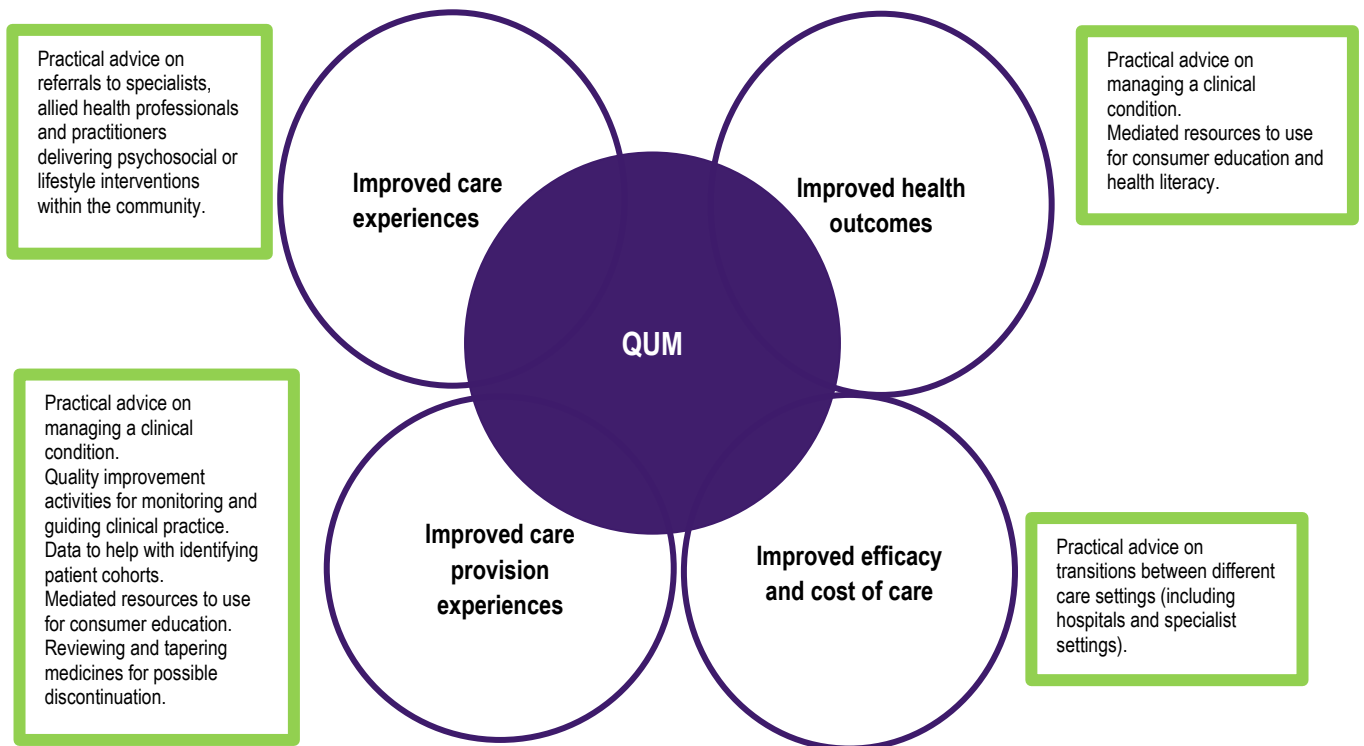 Practical advice on
referrals to specialists,
allied health professionals
and practitioners
delivering psychosocial or
lifestyle interventions
within the community.
Improved care
experiences
Improved health
outcomes
Practical advice on
managing a clinical
condition.
Mediated resources to use
for consumer education and
health literacy.
QUM
Practical advice on
managing a clinical
condition.
Quality improvement
activities for monitoring and
guiding clinical practice.
Data to help with identifying
patient cohorts.
Mediated resources to use
for consumer education.
Reviewing and tapering
medicines for possible
discontinuation.
Improved care
provision
experiences
Improved efficacy
and cost of care
Practical advice on
transitions between different
care settings (including
hospitals and specialist
settings).